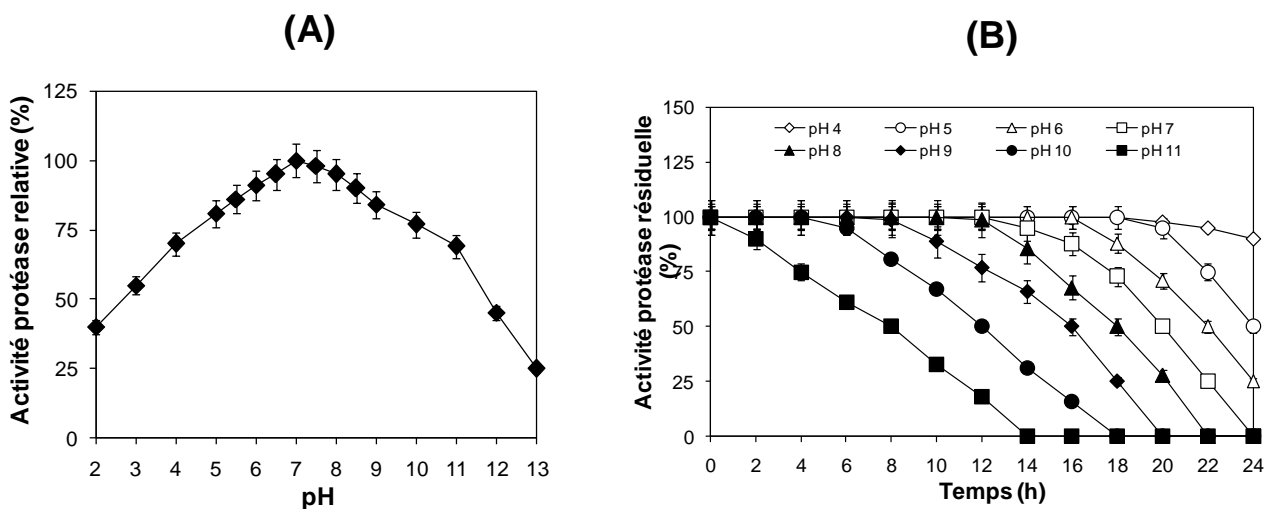 (A)
Activité protéase relative (%)
125
100
75
50
25
0
2 3 4 5 6 7 8 9 10 11 12 13
pH
(B)
Activité protéase résiduelle
(%)
150
125
100
75
50
25
0
pH 4 pH 5 pH 6 pH 7
pH 8 pH 9 pH 10 pH 11
0 2 4 6 8 10 12 14 16 18 20 22 24
Temps (h)